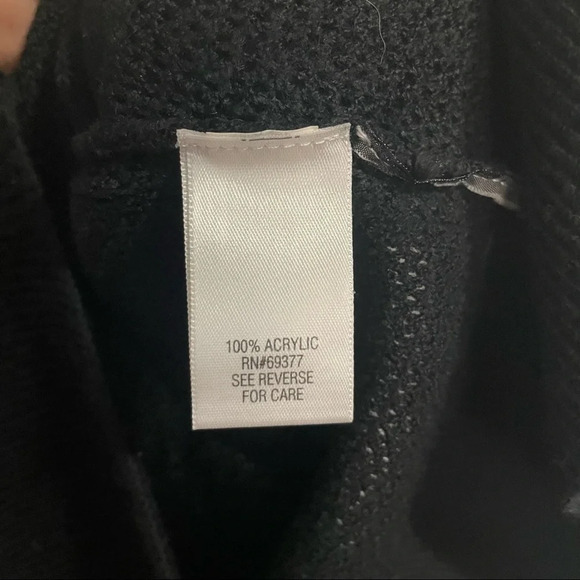 100% ACRYLIC
RN#69377
SEE REVERSE
FOR CARE